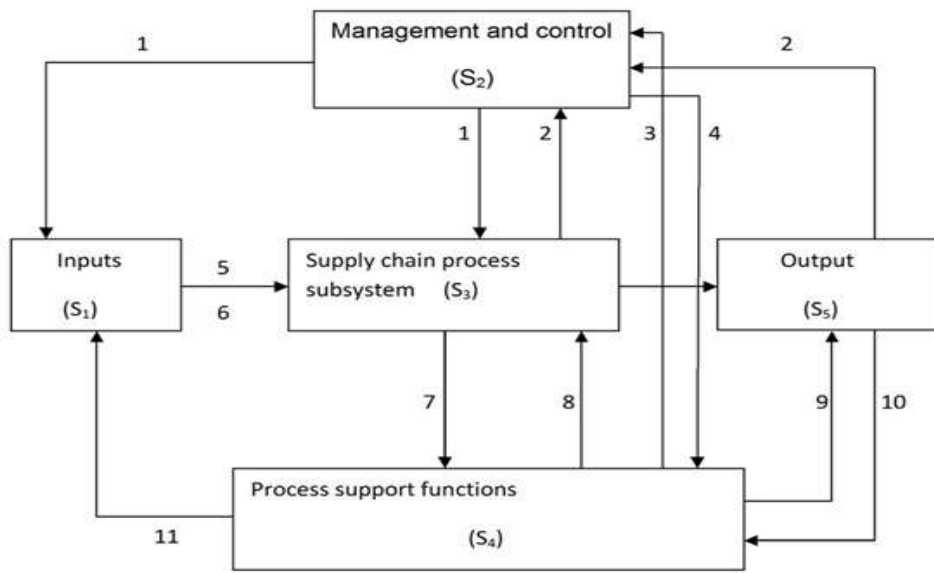 Management and control
(S₂)
1
2
1
2
3
4
Inputs
(S₁)
5
6
Supply chain process
subsystem (S₃)
Output
(S₅)
7
8
9
10
Process support functions
(S₄)
11